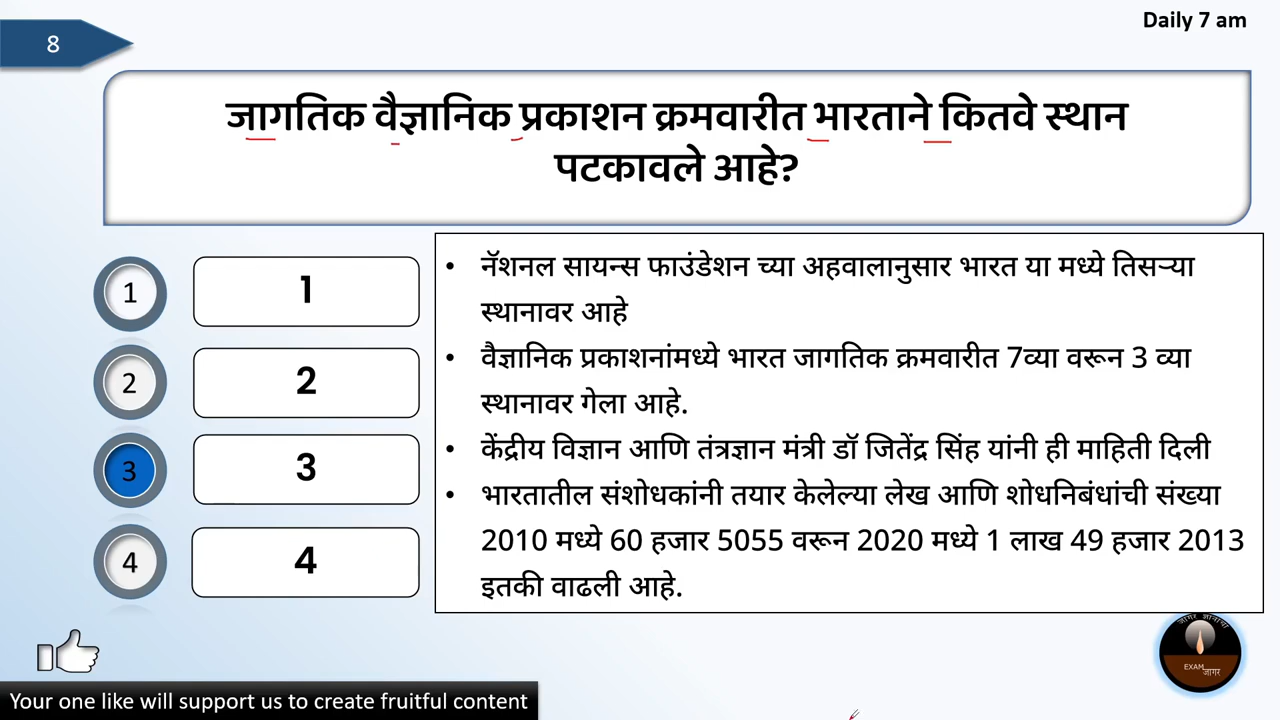 Daily 7 am
8
जागतिक वैज्ञानिक प्रकाशन क्रमवारीत भारताने कितवे स्थान
पटकावले आहे?
1 1
2 2
3 3
4 4
• नॅशनल सायन्स फाउंडेशन च्या अहवालानुसार भारत या मध्ये तिसऱ्या
स्थानावर आहे
• वैज्ञानिक प्रकाशनांमध्ये भारत जागतिक क्रमवारीत 7व्या वरून 3 व्या
स्थानावर गेला आहे.
• केंद्रीय विज्ञान आणि तंत्रज्ञान मंत्री डॉ जितेंद्र सिंह यांनी ही माहिती दिली
• भारतातील संशोधकांनी तयार केलेल्या लेख आणि शोधनिबंधांची संख्या
2010 मध्ये 60 हजार 5055 वरून 2020 मध्ये 1 लाख 49 हजार 2013
इतकी वाढली आहे.
जागर ज्ञानाचा
EXAM जागर
Your one like will support us to create fruitful content